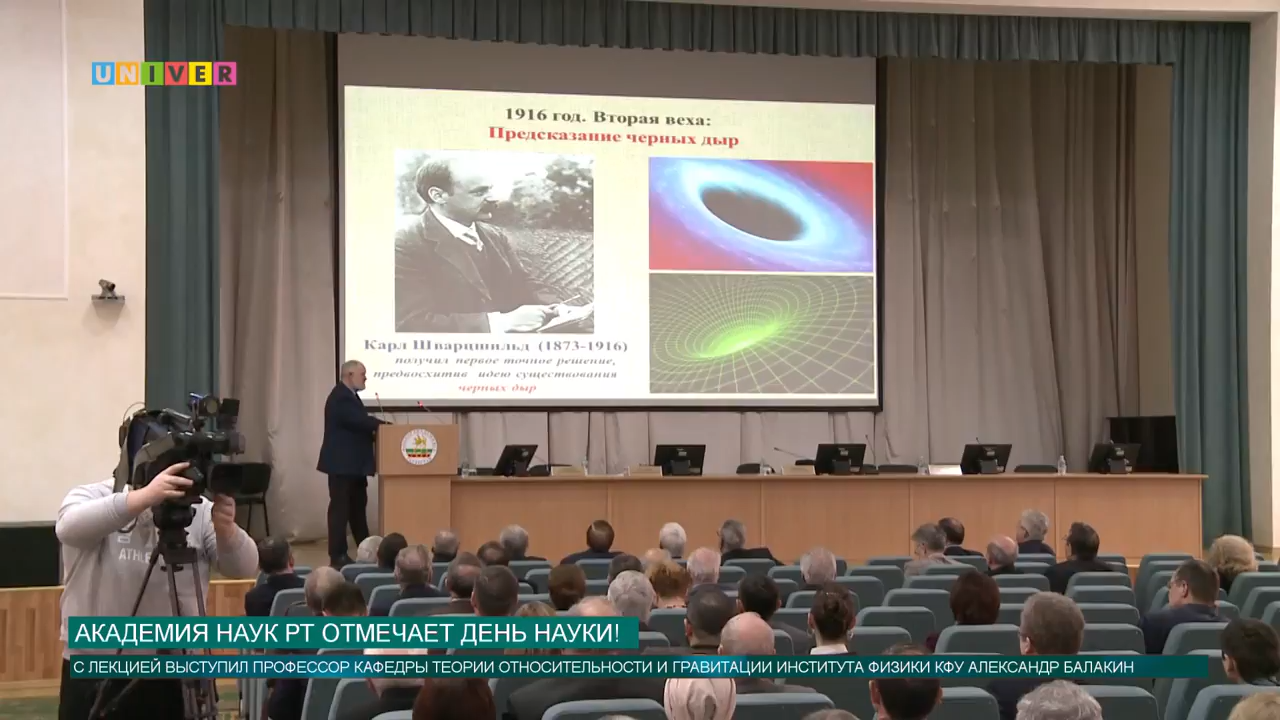 UNIVER
1916 год. Вторая веха:
Предсказание черных дыр
Карл Шварцшильд (1873-1916)
получил первое точное решение,
предвосхитив идею существования
черных дыр
ATHLE
АКАДЕМИЯ НАУК РТ ОТМЕЧАЕТ ДЕНЬ НАУКИ!
С ЛЕКЦИЕЙ ВЫСТУПИЛ ПРОФЕССОР КАФЕДРЫ ТЕОРИИ ОТНОСИТЕЛЬНОСТИ И ГРАВИТАЦИИ ИНСТИТУТА ФИЗИКИ КФУ АЛЕКСАНДР БАЛАКИН